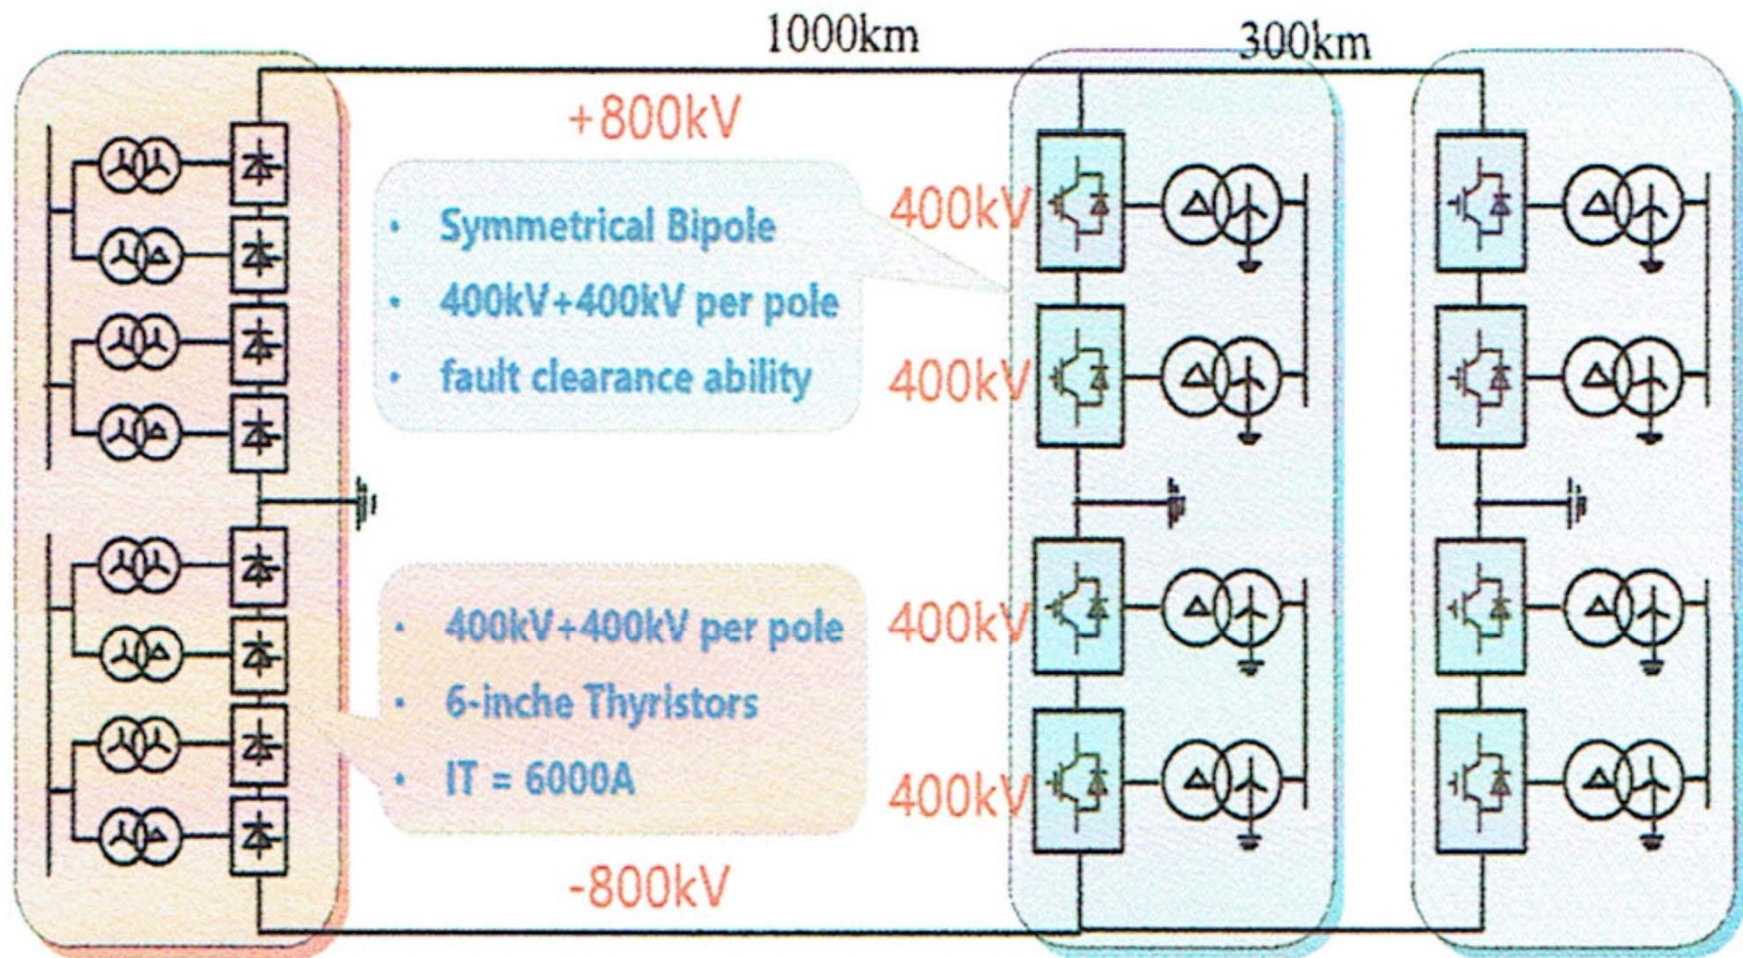 1000km
300km
+800kV
• Symmetrical Bipole
• 400kV+400kV per pole
• fault clearance ability
400kV
400kV
• 400kV+400kV per pole
• 6-inche Thyristors
• IT = 6000A
400kV
400kV
-800kV